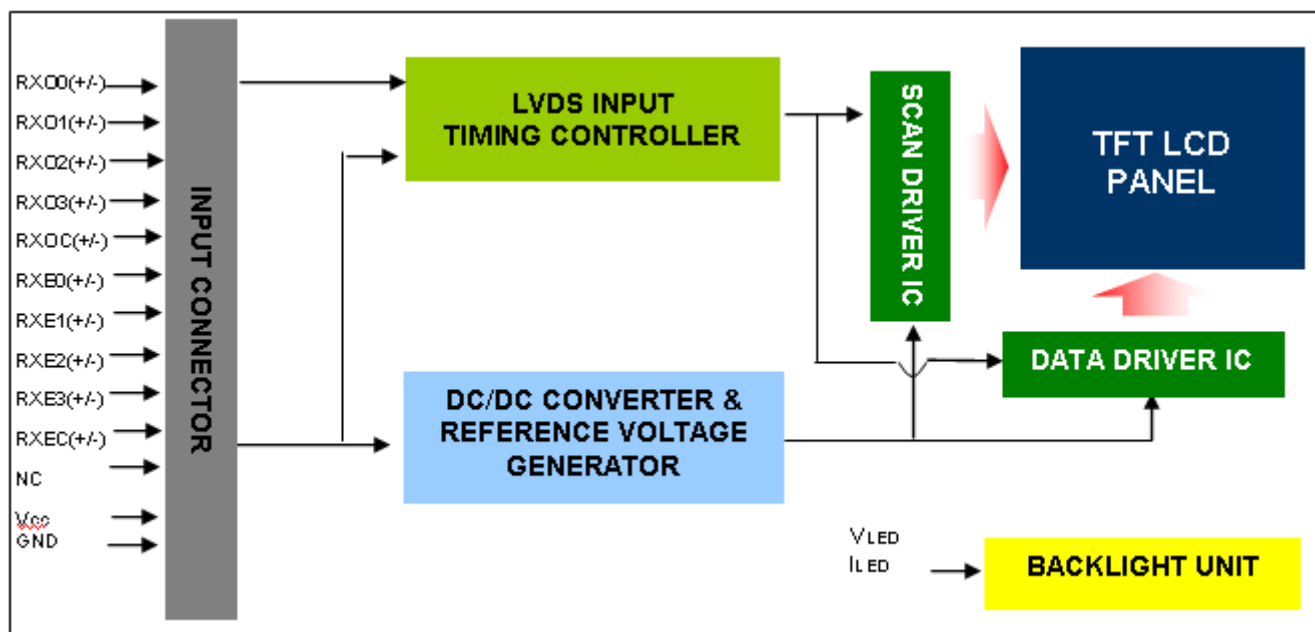 RXO0(+/-)
RXO1(+/-)
RXO2(+/-)
RXO3(+/-)
RXOC(+/-)
RXE0(+/-)
RXE1(+/-)
RXE2(+/-)
RXE3(+/-)
RXEC(+/-)
NC
Vcc
GND
INPUT CONNECTOR
LVDS INPUT
TIMING CONTROLLER
DC/DC CONVERTER &
REFERENCE VOLTAGE
GENERATOR
SCAN DRIVER IC
TFT LCD
PANEL
DATA DRIVER IC
VLED
ILED
BACKLIGHT UNIT